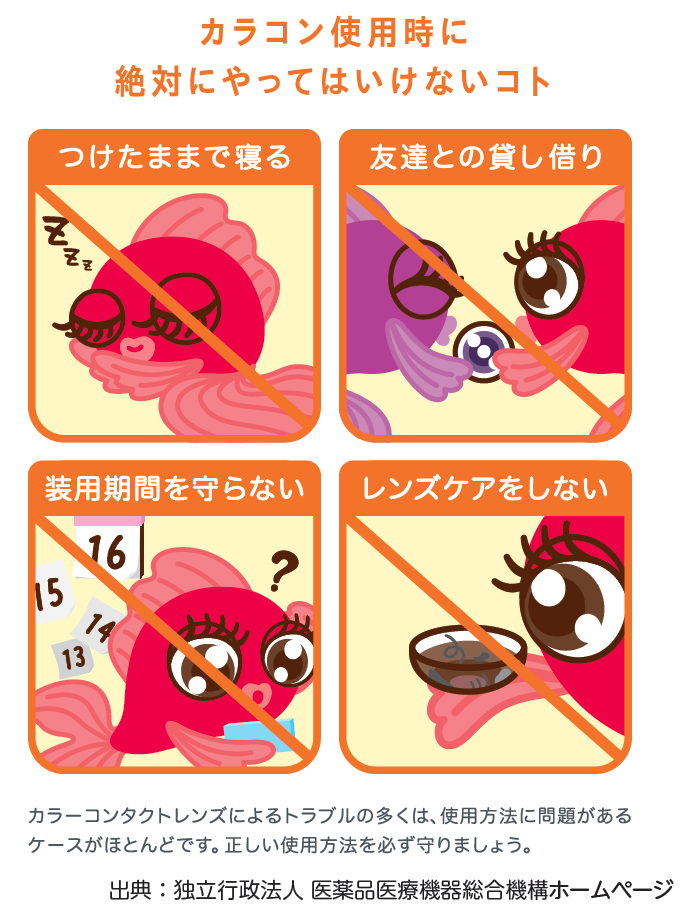 カラコン使用時に
絶対にやってはいけないコト
つけたままで寝る
友達との貸し借り
z
z
z
装用期間を守らない
レンズケアをしない
16
15
14
13
?
カラーコンタクトレンズによるトラブルの多くは、使用方法に問題がある
ケースがほとんどです。正しい使用方法を必ず守りましょう。
出典：独立行政法人 医薬品医療機器総合機構ホームページ